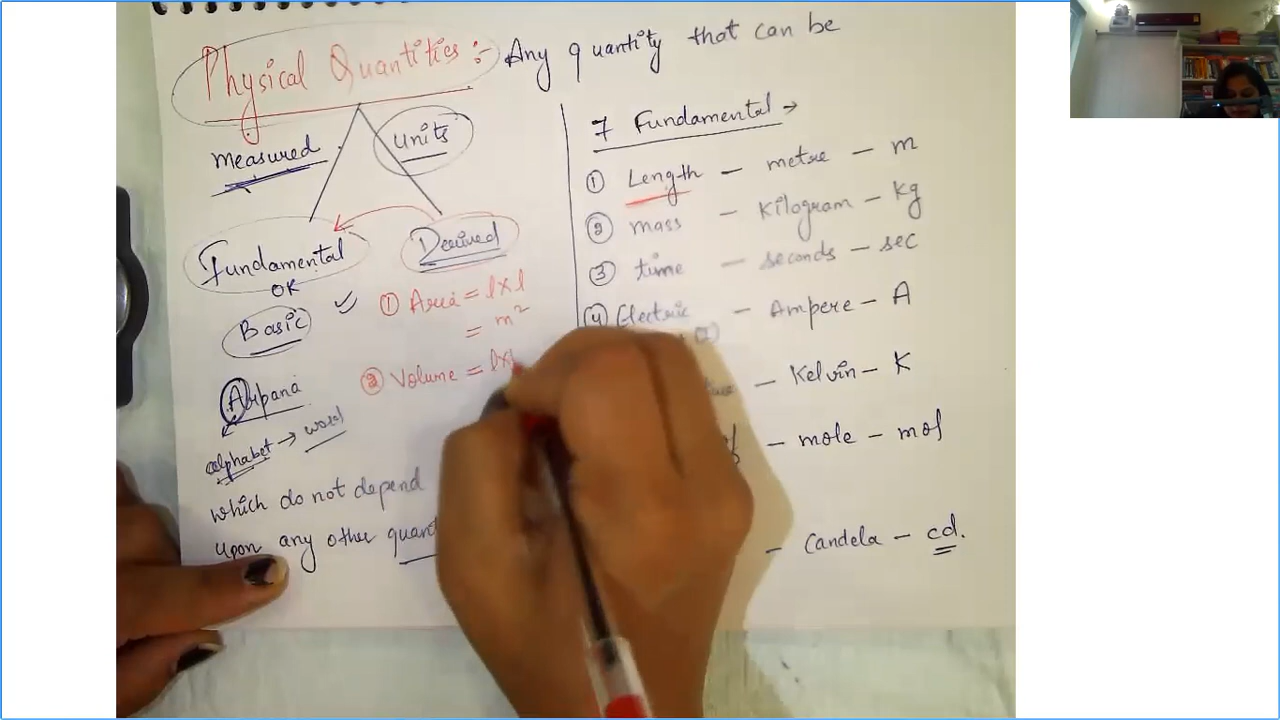 Physical Quantities :- Any quantity that can be
measured
units
Fundamental
OR
Basic
Derived
① Area = l×l
= m²
② Volume = l×l
Arpana
alphabet → word
which do not depend
upon any other quant
7 Fundamental →
① Length - metre - m
② mass - Kilogram - Kg
③ time - seconds - sec
④ Electric - Ampere - A
(I)
- Kelvin - K
of - mole - mol
- Candela - cd.